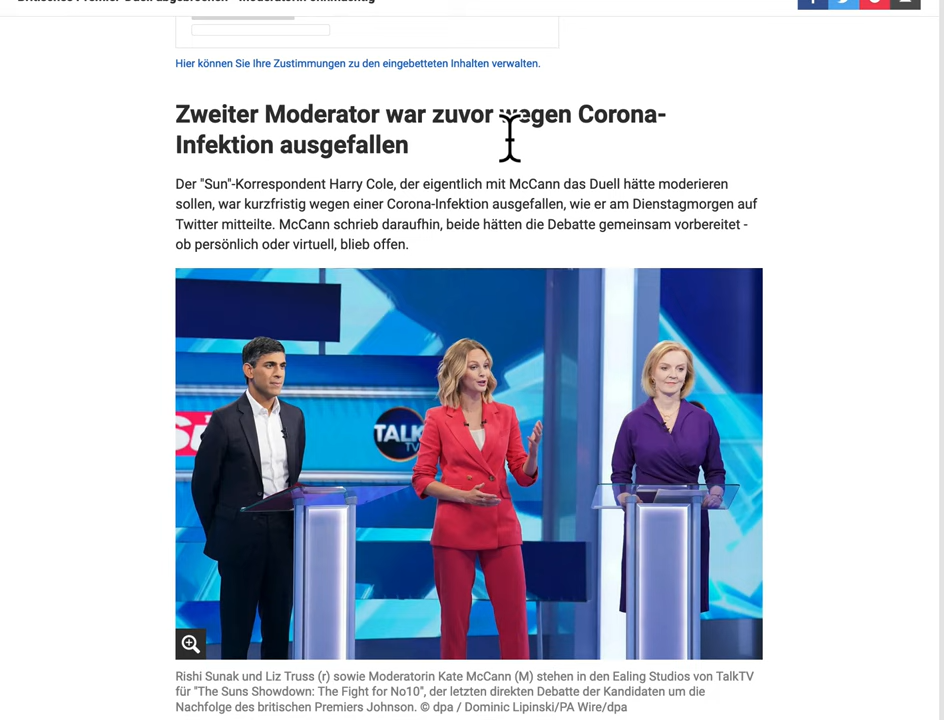 Hier können Sie Ihre Zustimmungen zu den eingebetteten Inhalten verwalten.
Zweiter Moderator war zuvor wegen Corona-
Infektion ausgefallen
Der "Sun"-Korrespondent Harry Cole, der eigentlich mit McCann das Duell hätte moderieren
sollen, war kurzfristig wegen einer Corona-Infektion ausgefallen, wie er am Dienstagmorgen auf
Twitter mitteilte. McCann schrieb daraufhin, beide hätten die Debatte gemeinsam vorbereitet -
ob persönlich oder virtuell, blieb offen.
TALK
TV
Rishi Sunak und Liz Truss (r) sowie Moderatorin Kate McCann (M) stehen in den Ealing Studios von TalkTV
für "The Suns Showdown: The Fight for No10", der letzten direkten Debatte der Kandidaten um die
Nachfolge des britischen Premiers Johnson. © dpa / Dominic Lipinski/PA Wire/dpa